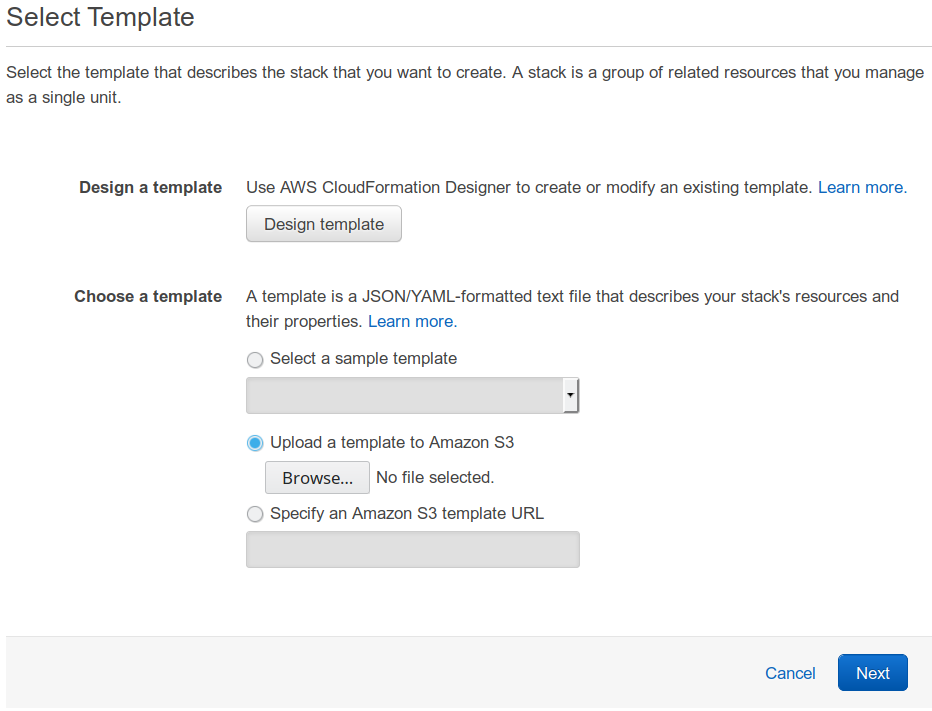 Select Template
Select the template that describes the stack that you want to create. A stack is a group of related resources that you manage
as a single unit.
Design a template
Use AWS CloudFormation Designer to create or modify an existing template. Learn more.
Design template
Choose a template
A template is a JSON/YAML-formatted text file that describes your stack's resources and
their properties. Learn more.
Select a sample template
Upload a template to Amazon S3
Browse... No file selected.
Specify an Amazon S3 template URL
Cancel Next